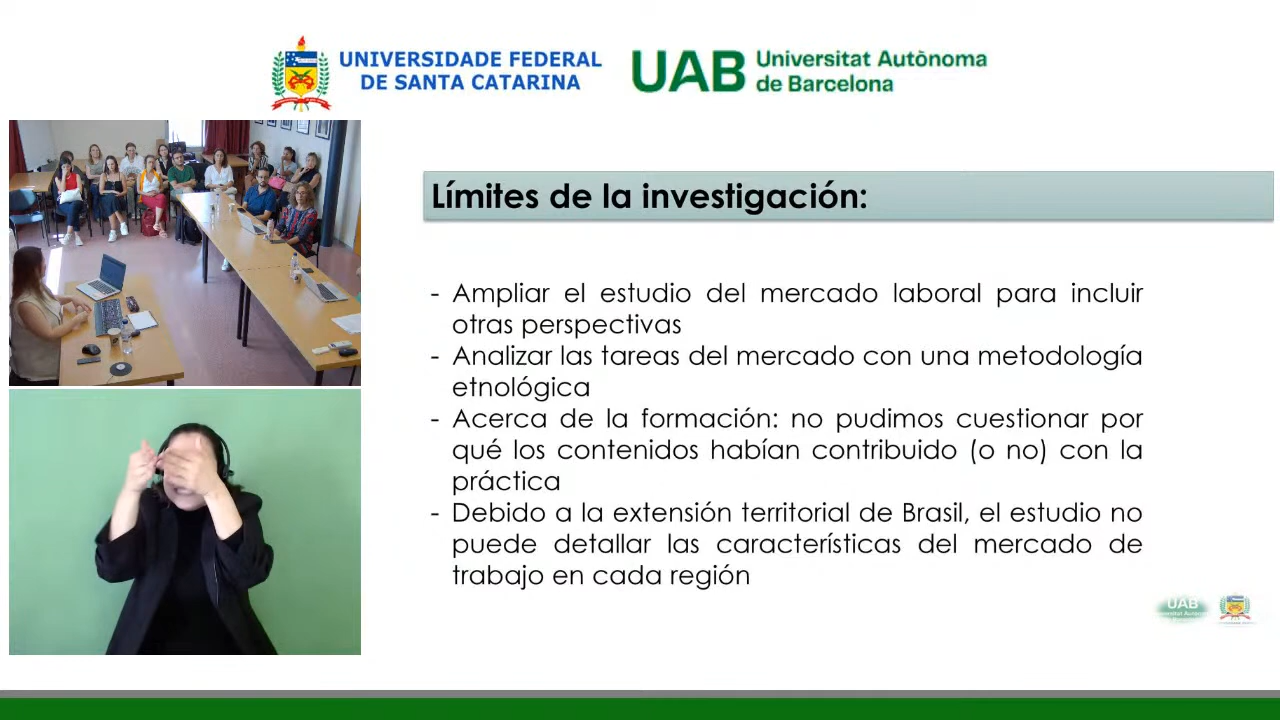 UNIVERSIDADE FEDERAL
DE SANTA CATARINA
UAB Universitat Autònoma
de Barcelona
Límites de la investigación:
- Ampliar el estudio del mercado laboral para incluir
otras perspectivas
- Analizar las tareas del mercado con una metodología
etnológica
- Acerca de la formación: no pudimos cuestionar por
qué los contenidos habían contribuido (o no) con la
práctica
- Debido a la extensión territorial de Brasil, el estudio no
puede detallar las características del mercado de
trabajo en cada región
UAB